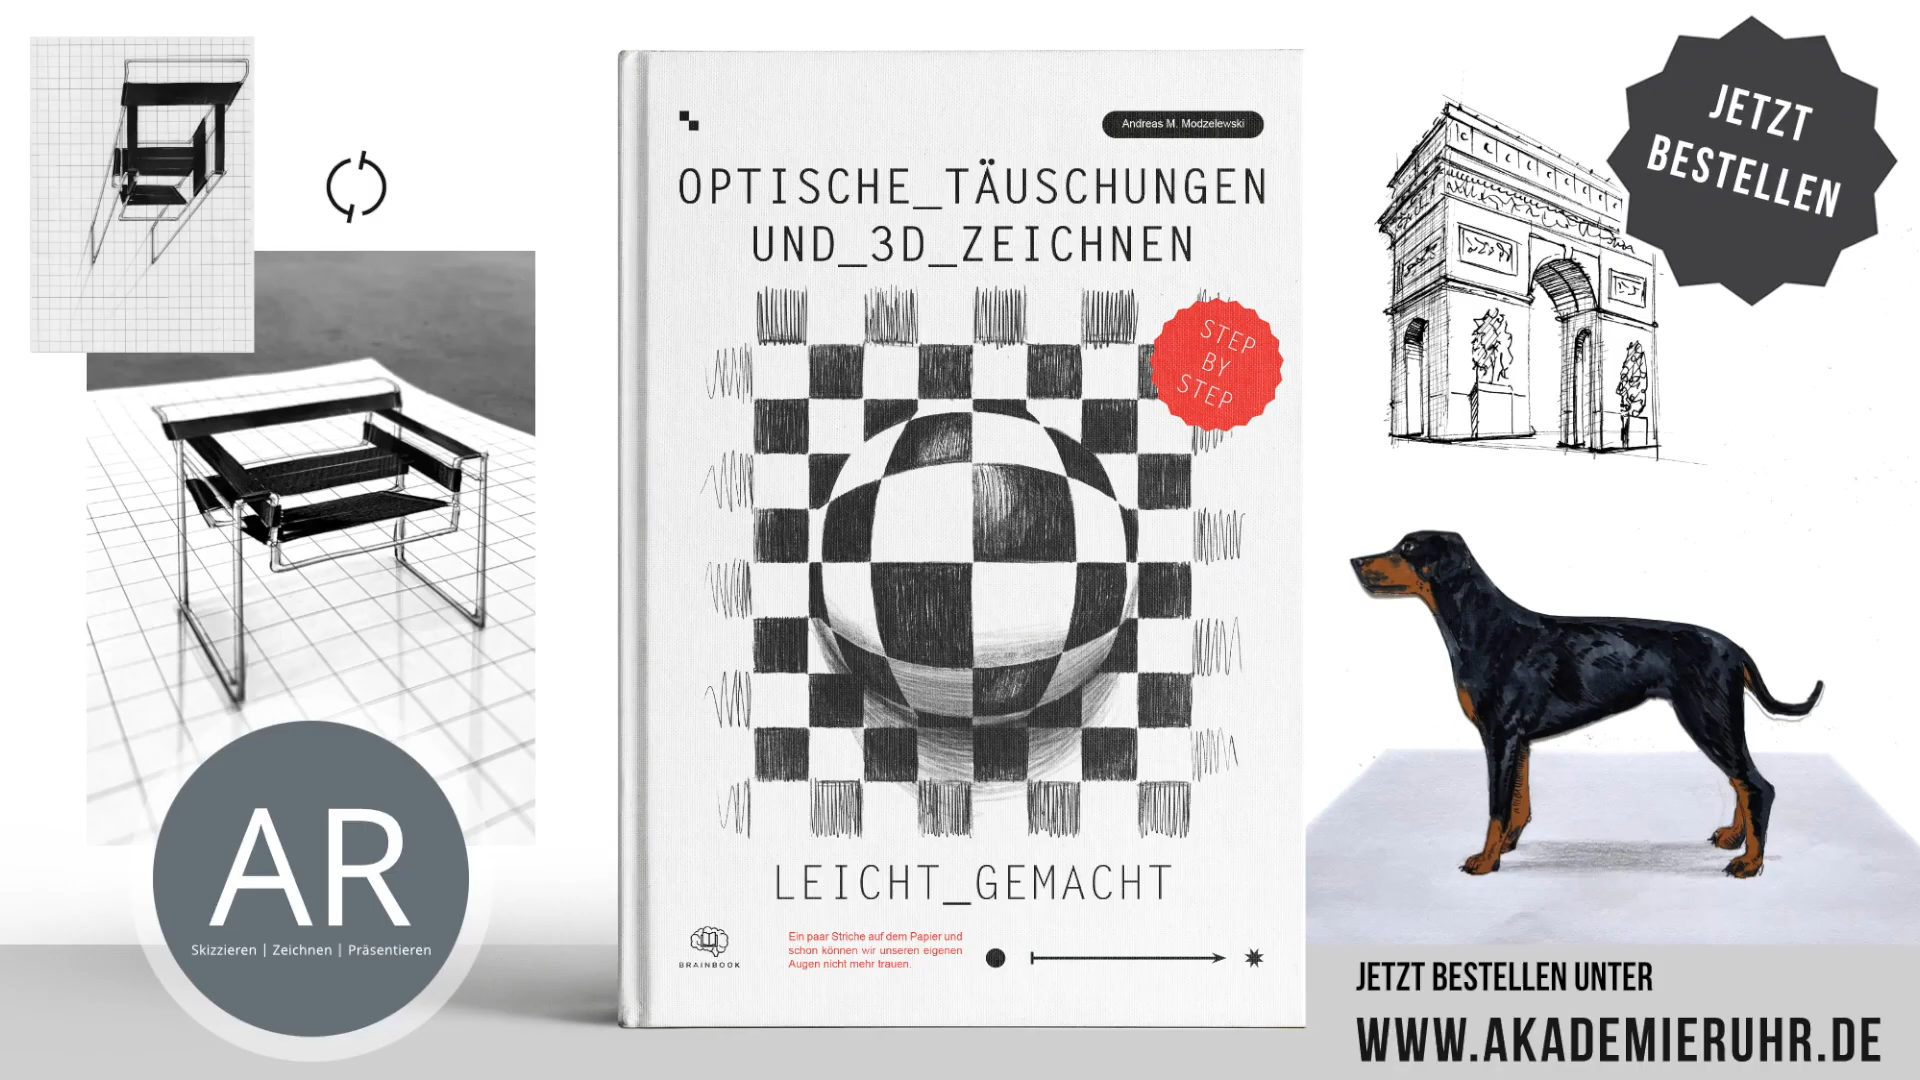 Andreas M. Modzelewski
OPTISCHE_TÄUSCHUNGEN
UND_3D_ZEICHNEN
STEP
BY
STEP
LEICHT_GEMACHT
BRAINBOOK
Ein paar Striche auf dem Papier und
schon können wir unseren eigenen
Augen nicht mehr trauen.
AR
Skizzieren | Zeichnen | Präsentieren
JETZT
BESTELLEN
JETZT BESTELLEN UNTER
WWW.AKADEMIERUHR.DE